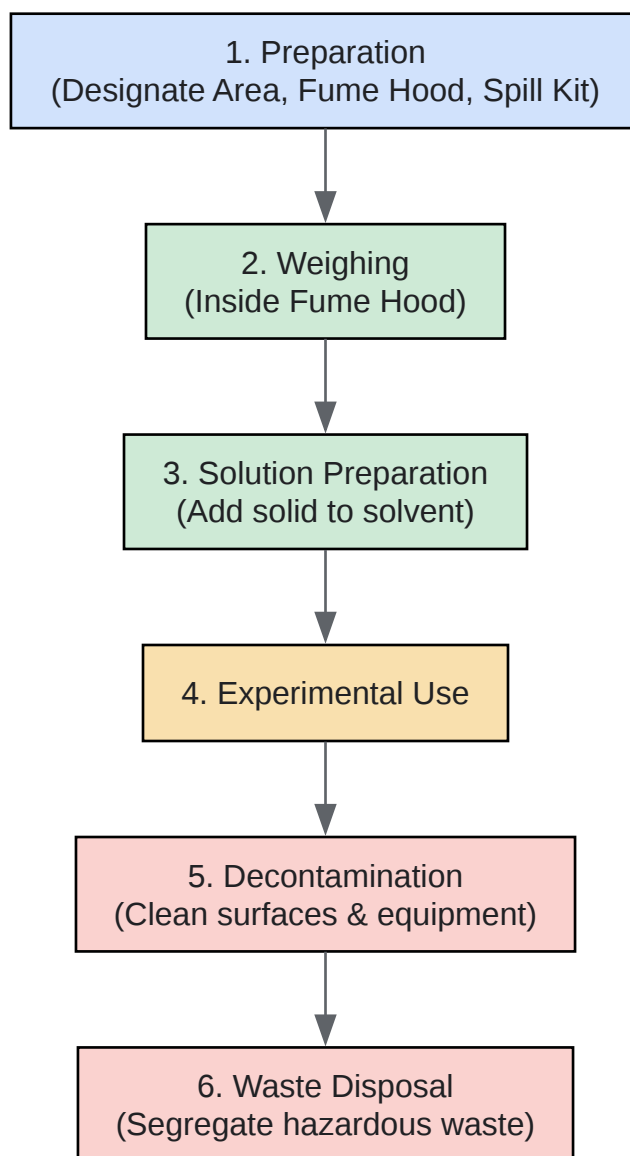 1. Preparation
(Designate Area, Fume Hood, Spill Kit)
2. Weighing
(Inside Fume Hood)
3. Solution Preparation
(Add solid to solvent)
4. Experimental Use
5. Decontamination
(Clean surfaces & equipment)
6. Waste Disposal
(Segregate hazardous waste)